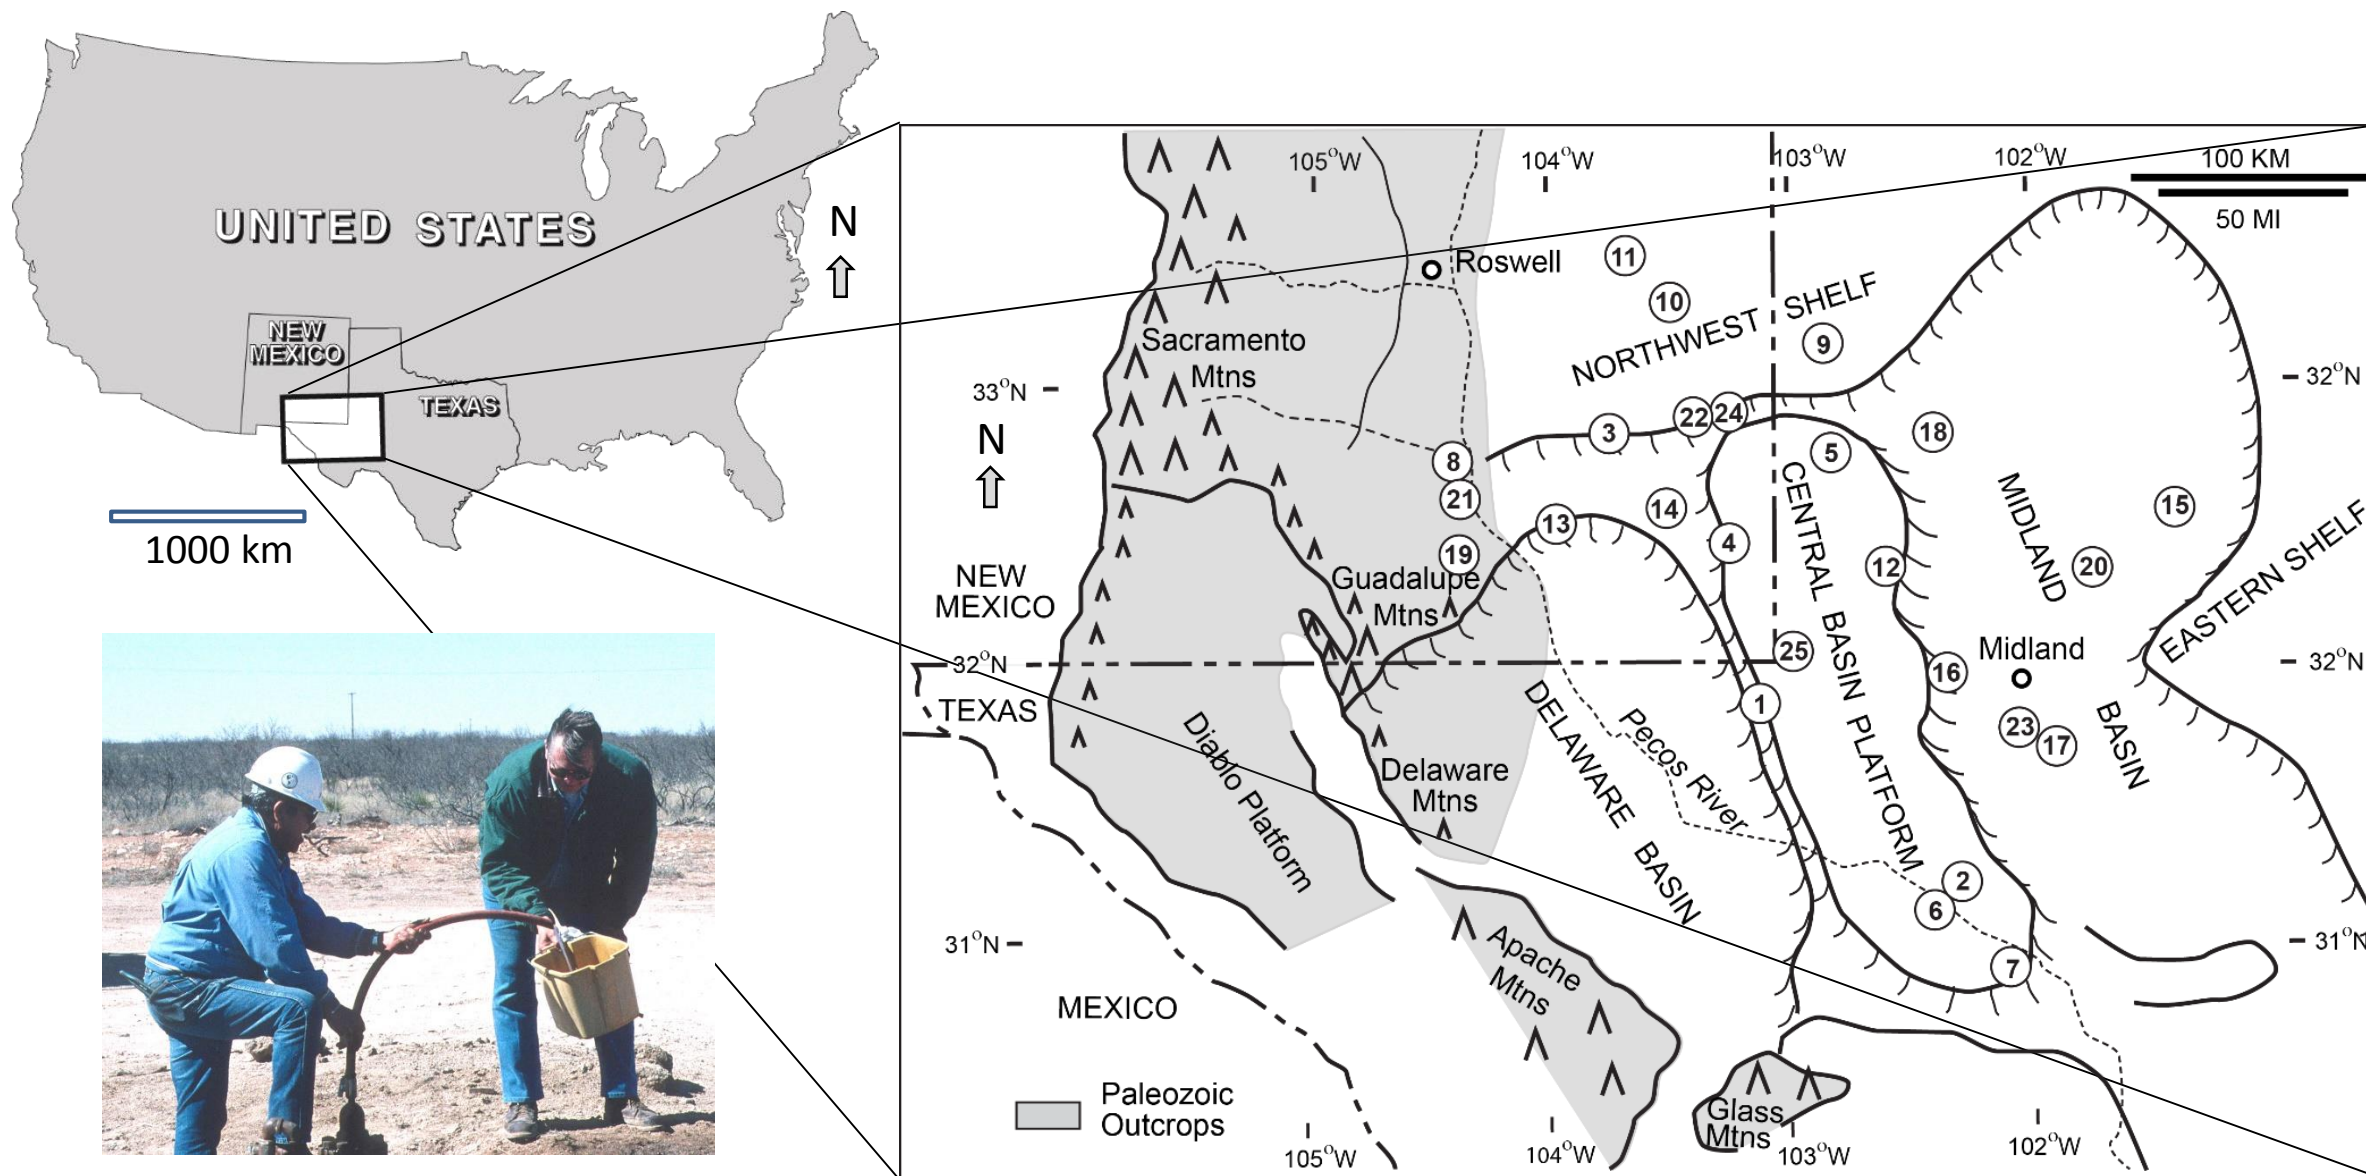 UNITED STATES
N
NEW
MEXICO
TEXAS
1000 km
105°W
104°W
103°W
102°W
100 KM
50 MI
11
Roswell
10
NORTHWEST SHELF
9
Sacramento
Mtns
33°N
32°N
N
3
22
24
5
18
8
21
13
14
4
19
12
15
20
CENTRAL BASIN PLATFORM
MIDLAND
BASIN
EASTERN SHELF
NEW
MEXICO
Guadalupe
Mtns
32°N
TEXAS
25
16
Midland
32°N
1
23
17
Diablo Platform
Delaware
Mtns
DELAWARE BASIN
Pecos River
2
6
7
31°N
31°N
Apache
Mtns
MEXICO
Paleozoic
Outcrops
Glass
Mtns
105°W
104°W
103°W
102°W